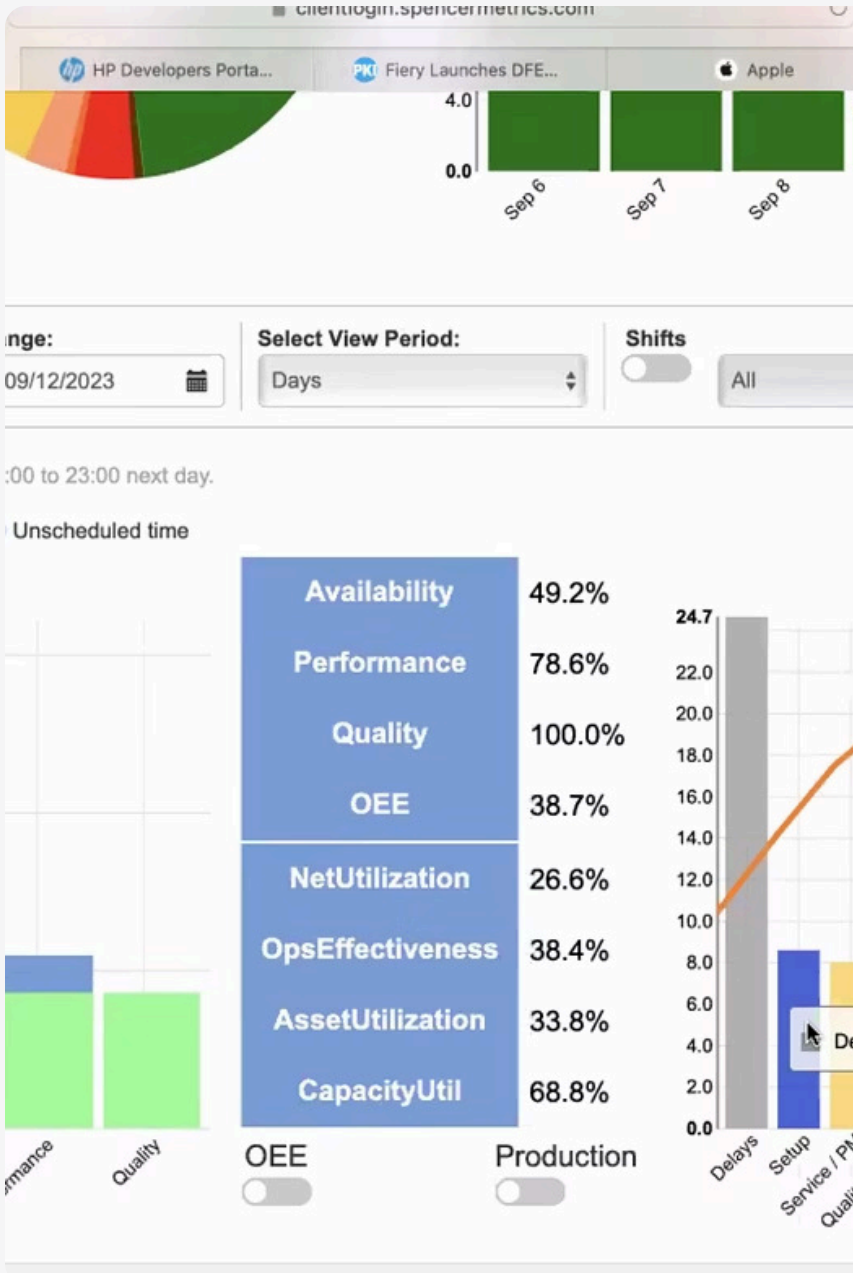 clientlogin.spencermetrics.com
hp HP Developers Porta... PKI Fiery Launches DFE... Apple
4.0
0.0
Sep 6 Sep 7 Sep 8
nge: Select View Period: Shifts
09/12/2023 Days All
:00 to 23:00 next day.
Unscheduled time
Availability 49.2%
Performance 78.6%
Quality 100.0%
OEE 38.7%
NetUtilization 26.6%
OpsEffectiveness 38.4%
AssetUtilization 33.8%
CapacityUtil 68.8%
24.7
22.0
20.0
18.0
16.0
14.0
12.0
10.0
8.0
6.0
4.0
2.0
0.0
De
rmance Quality
OEE Production
Delays Setup Service / PM Quali